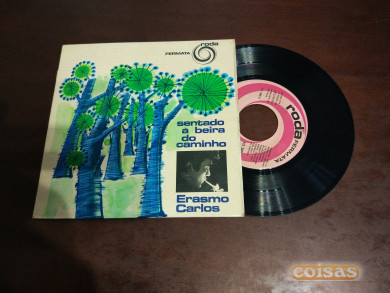 FERMATA
roda
sentado
a beira
do
caminho
Erasmo
Carlos
roda
FERMATA
coisas